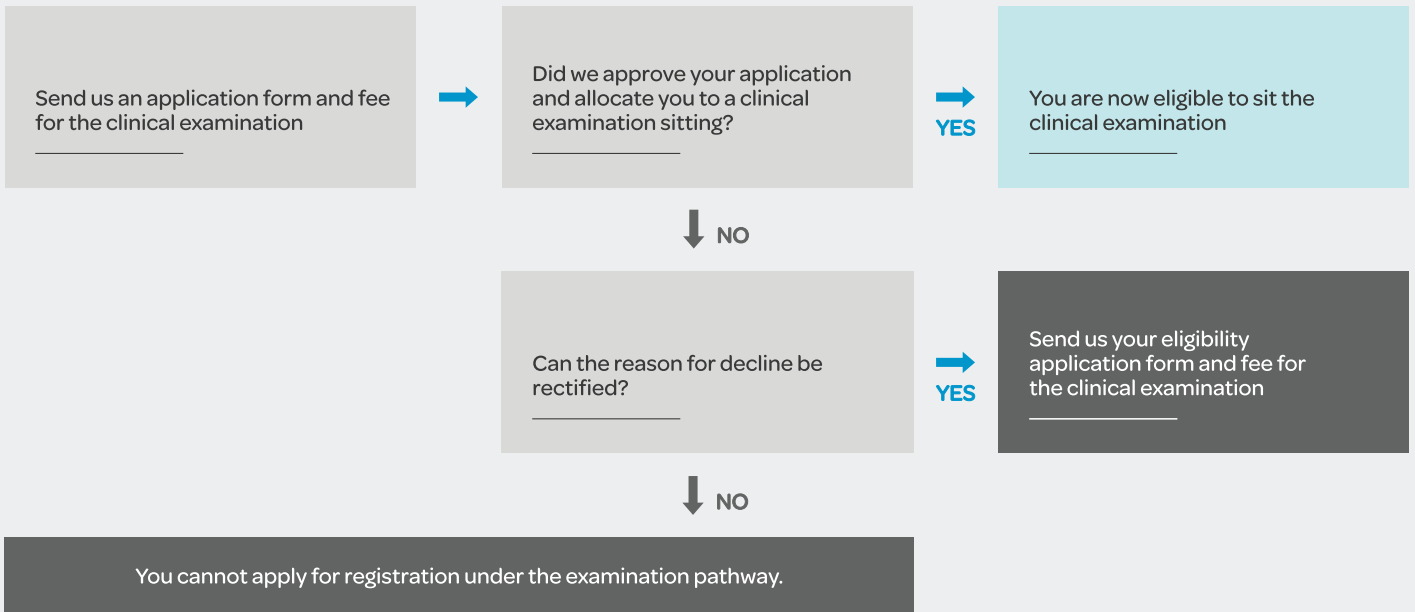 Send us an application form and fee
for the clinical examination
Did we approve your application
and allocate you to a clinical
examination sitting?
YES
You are now eligible to sit the
clinical examination
NO
Can the reason for decline be
rectified?
YES
Send us your eligibility
application form and fee for
the clinical examination
NO
You cannot apply for registration under the examination pathway.